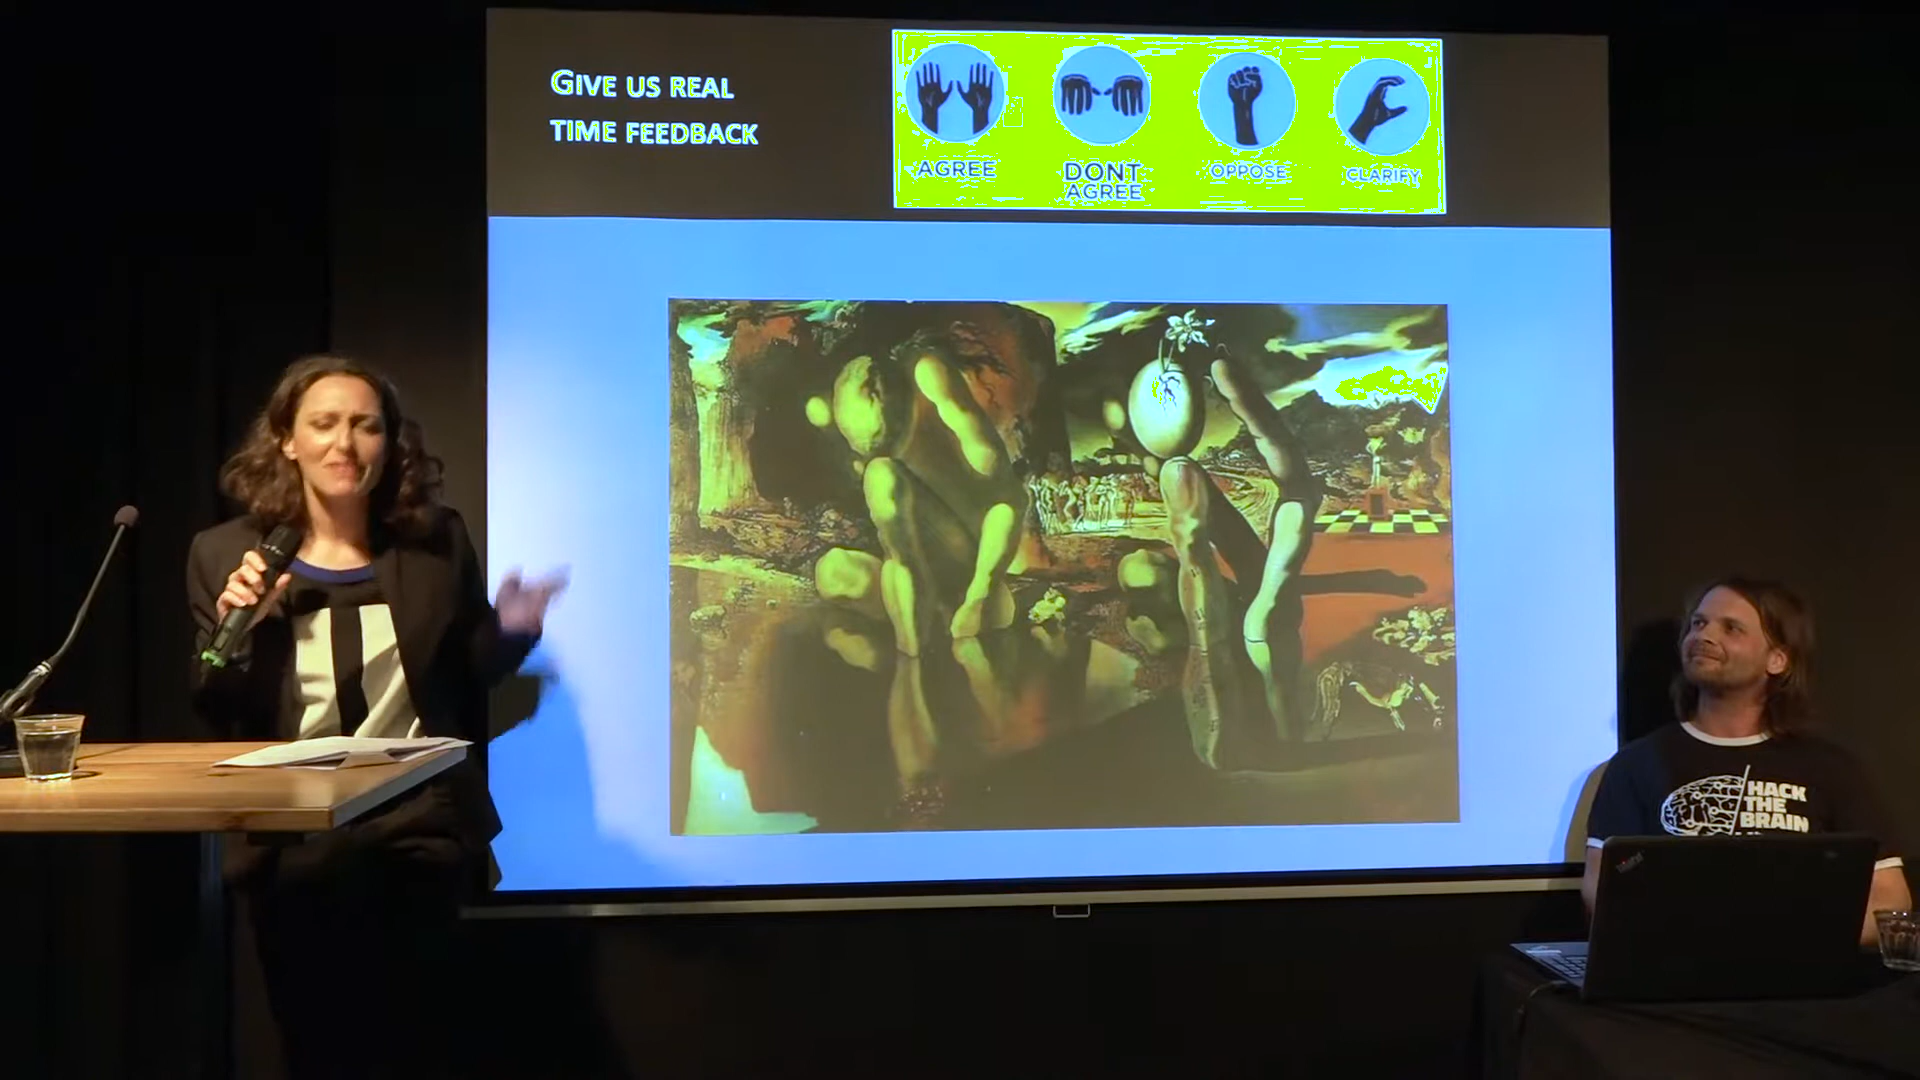 GIVE US REAL
TIME FEEDBACK
AGREE
DONT
AGREE
OPPOSE
CLARIFY
HACK
THE
BRAIN